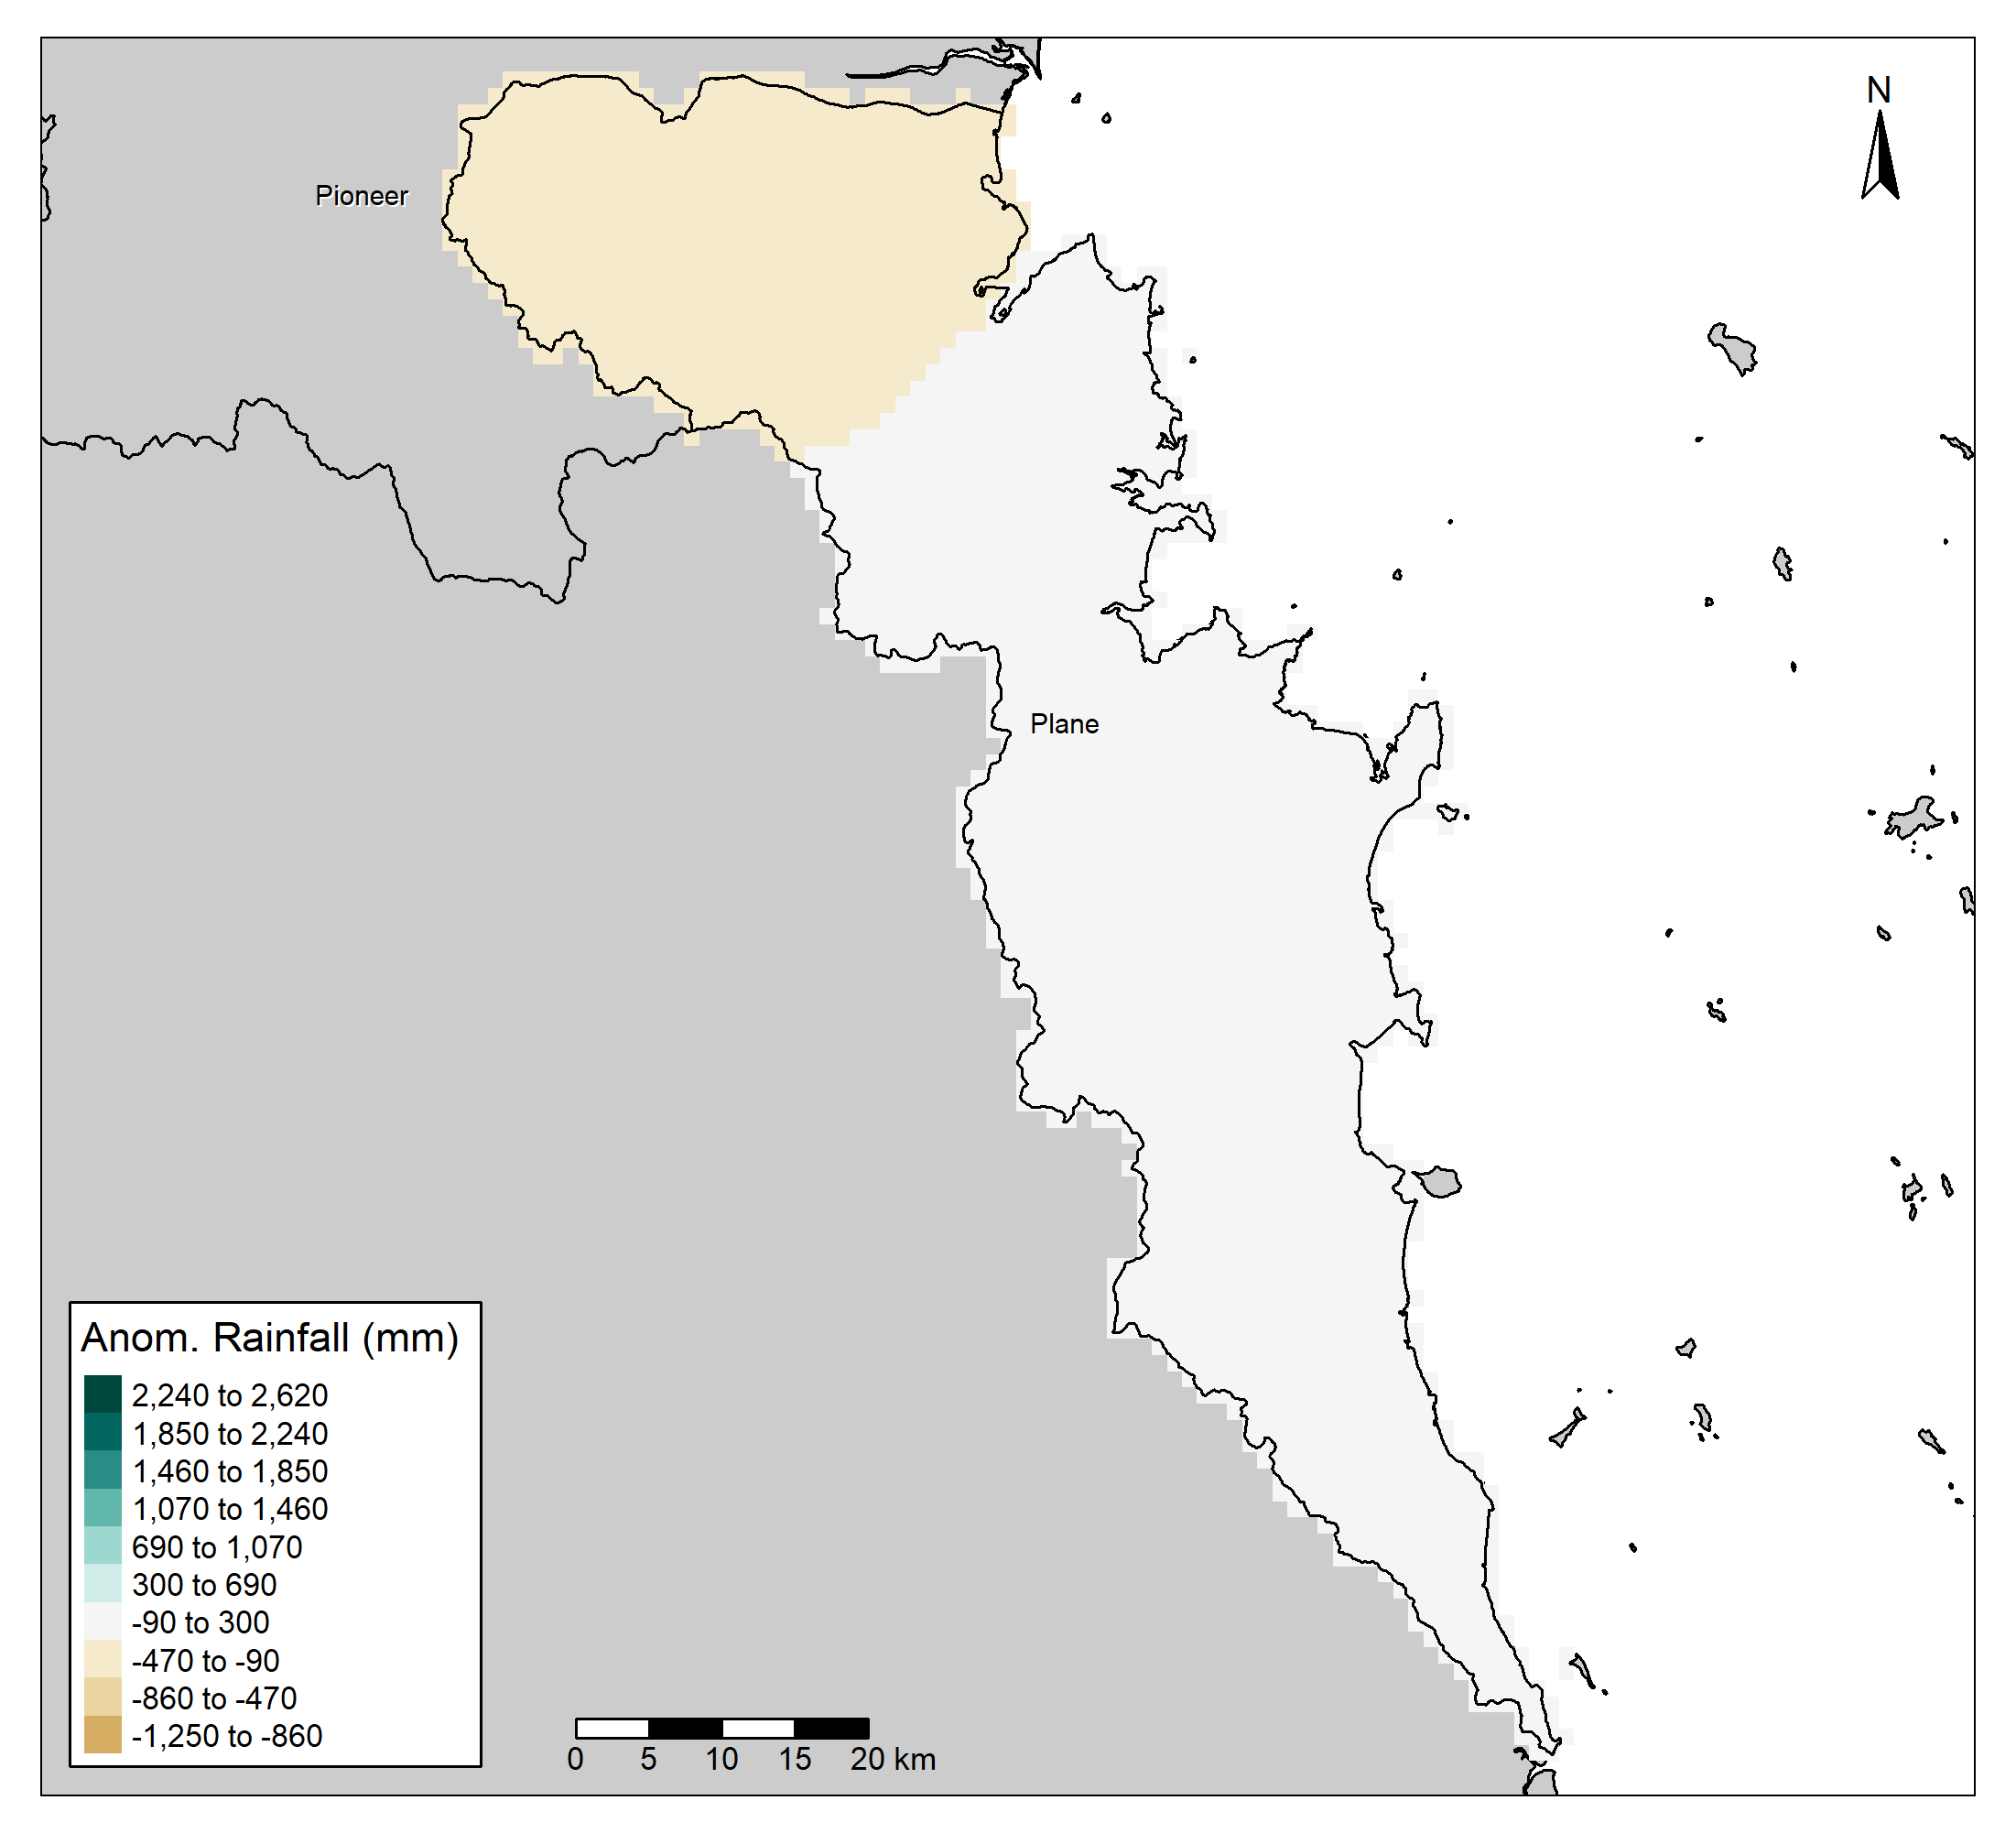 N
Pioneer
Plane
Anom. Rainfall (mm)
2,240 to 2,620
1,850 to 2,240
1,460 to 1,850
1,070 to 1,460
690 to 1,070
300 to 690
-90 to 300
-470 to -90
-860 to -470
-1,250 to -860
0 5 10 15 20 km